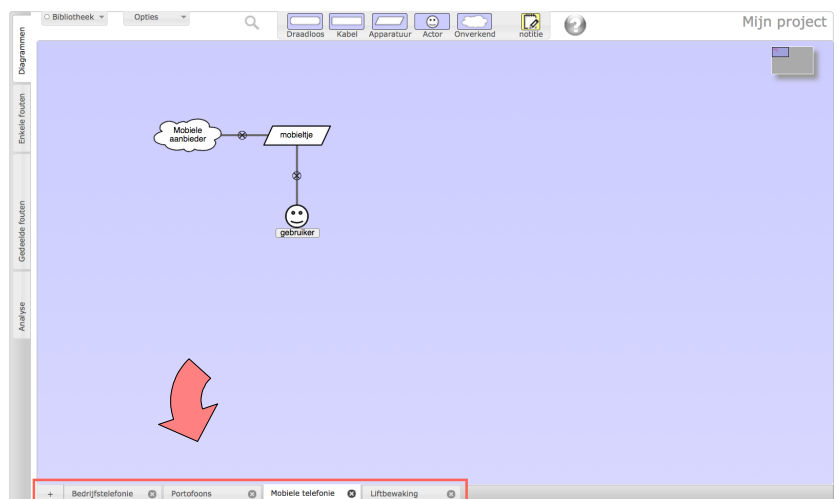 Bibliotheek
Opties
Draadloos Kabel Apparatuur Actor Onverkend notitie
?
Mijn project
Diagrammen
Enkele fouten
Gedeelde fouten
Analyse
Mobiele
aanbieder
mobieltje
gebruiker
+ Bedrijfstelefonie Portofoons Mobiele telefonie Liftbewaking